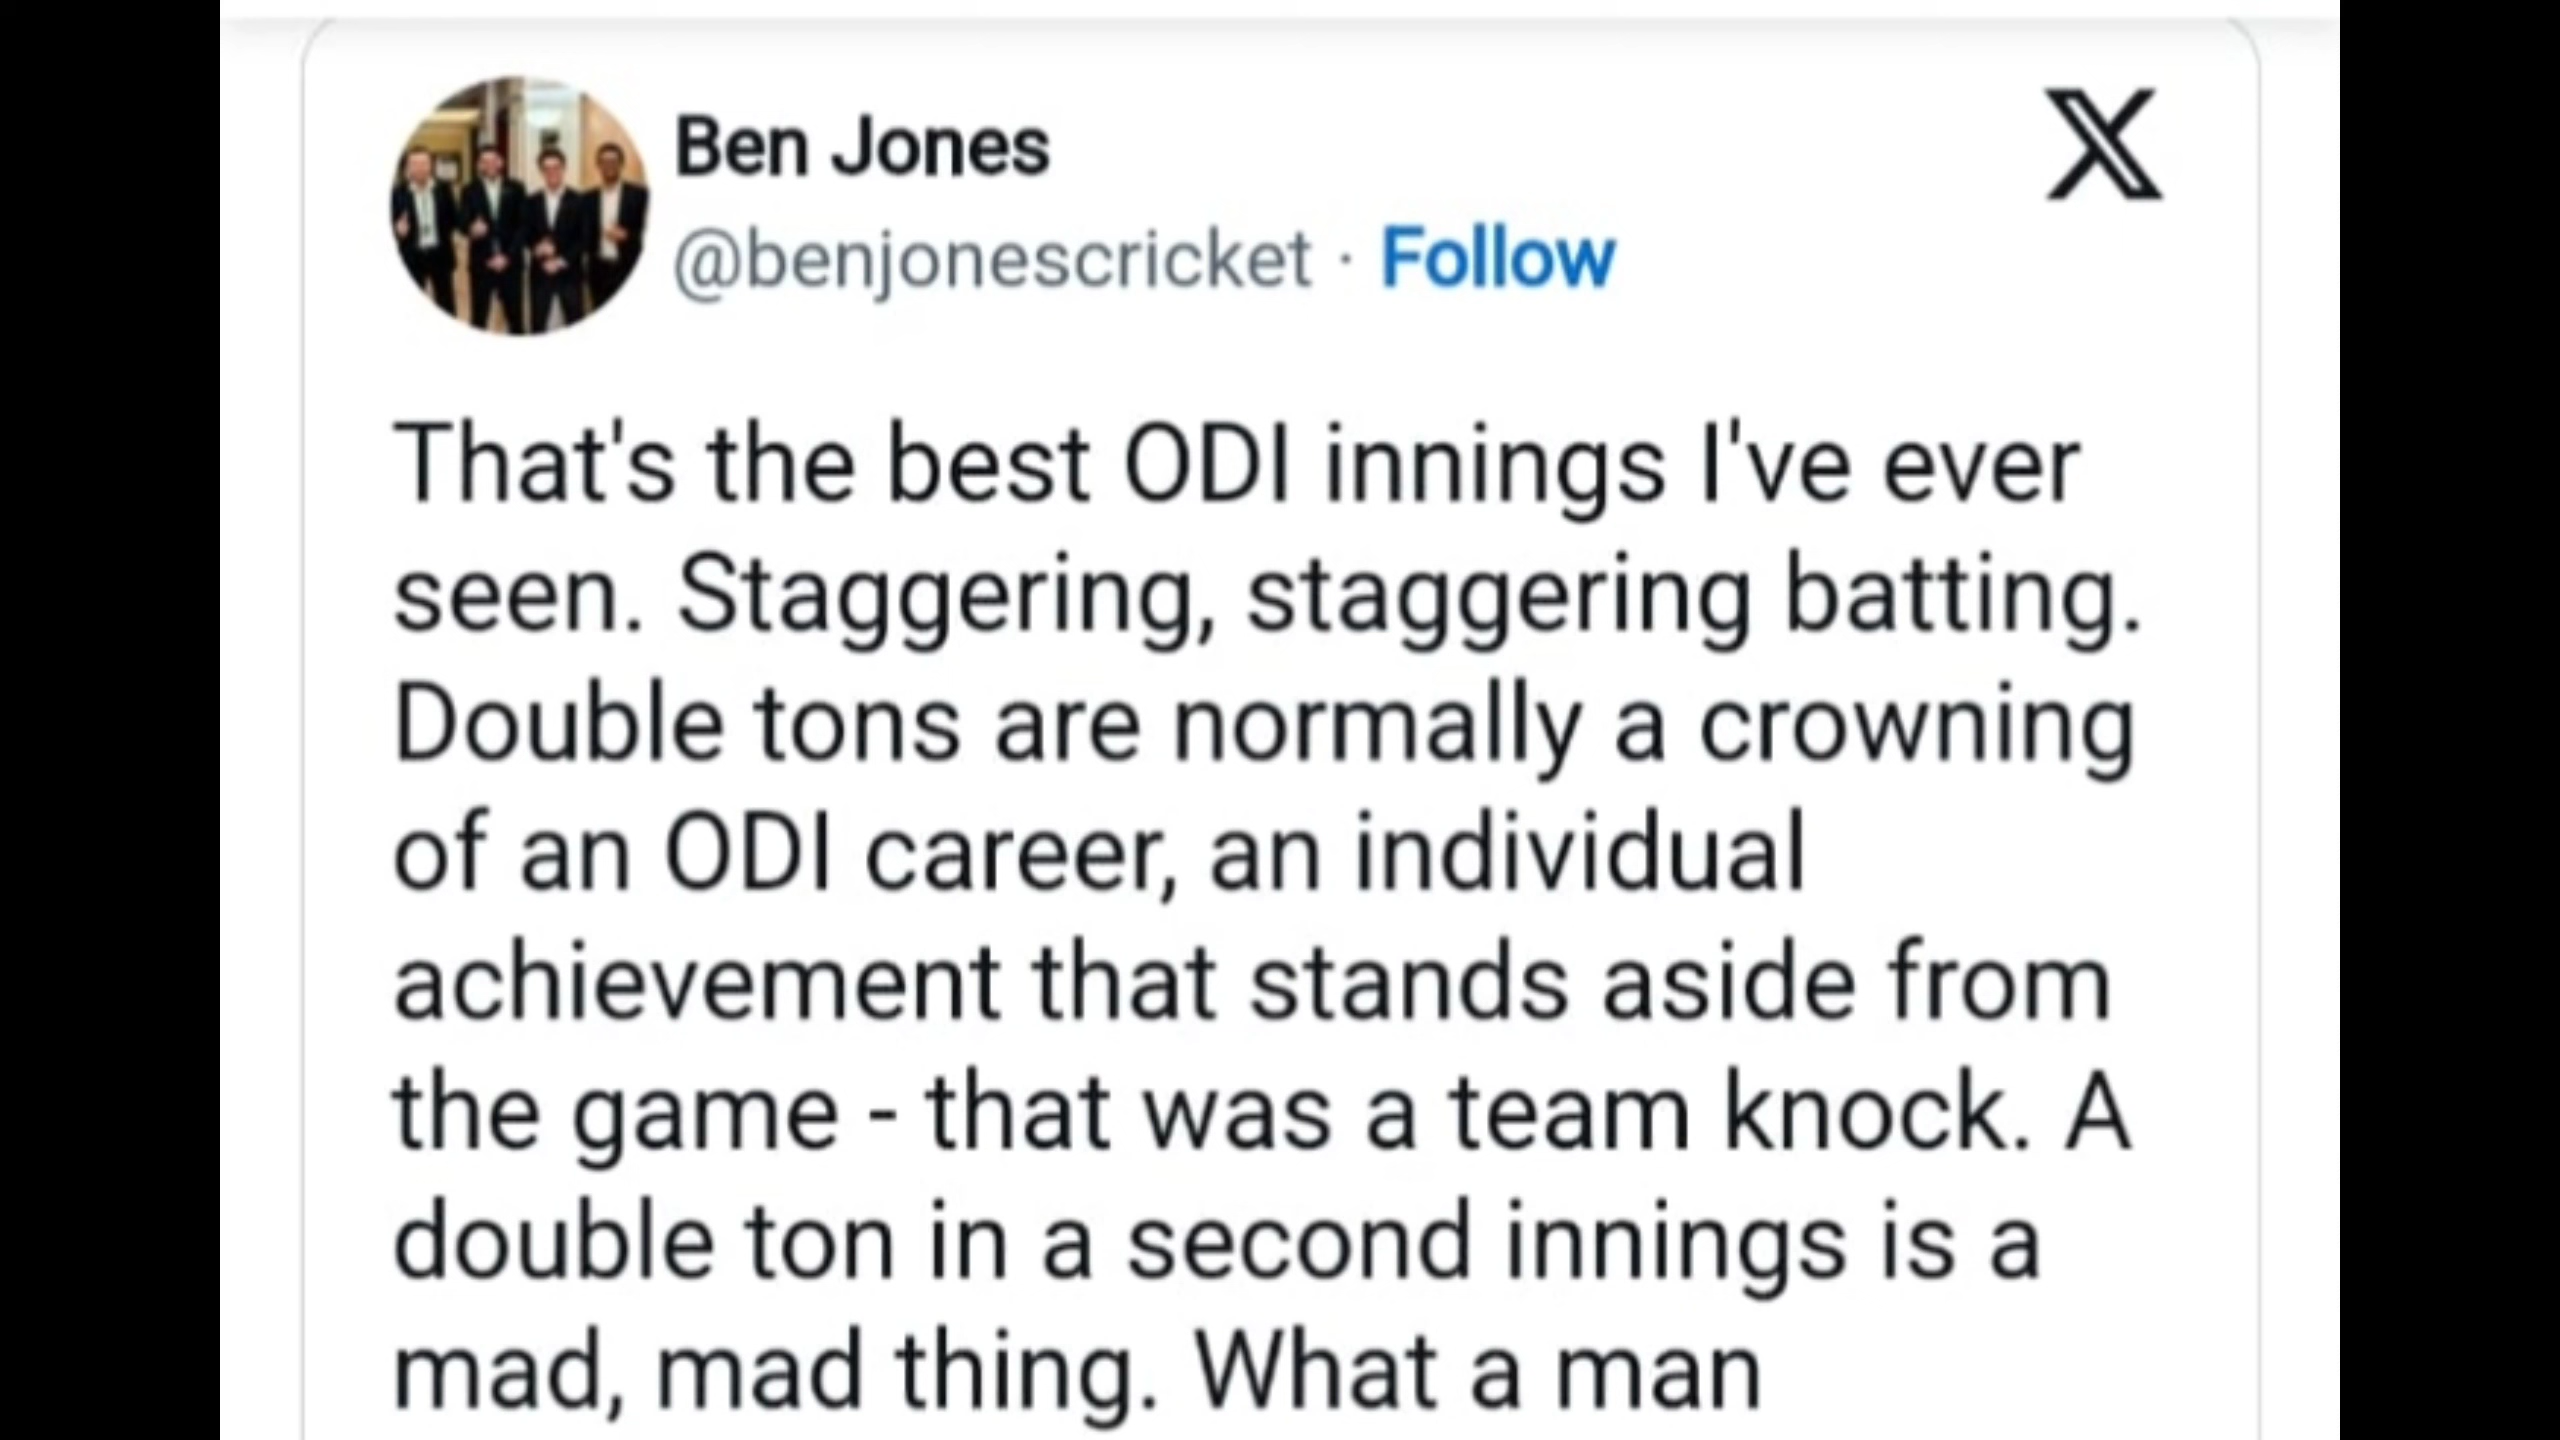 Ben Jones
@benjonescricket · Follow
That's the best ODI innings I've ever
seen. Staggering, staggering batting.
Double tons are normally a crowning
of an ODI career, an individual
achievement that stands aside from
the game - that was a team knock. A
double ton in a second innings is a
mad, mad thing. What a man